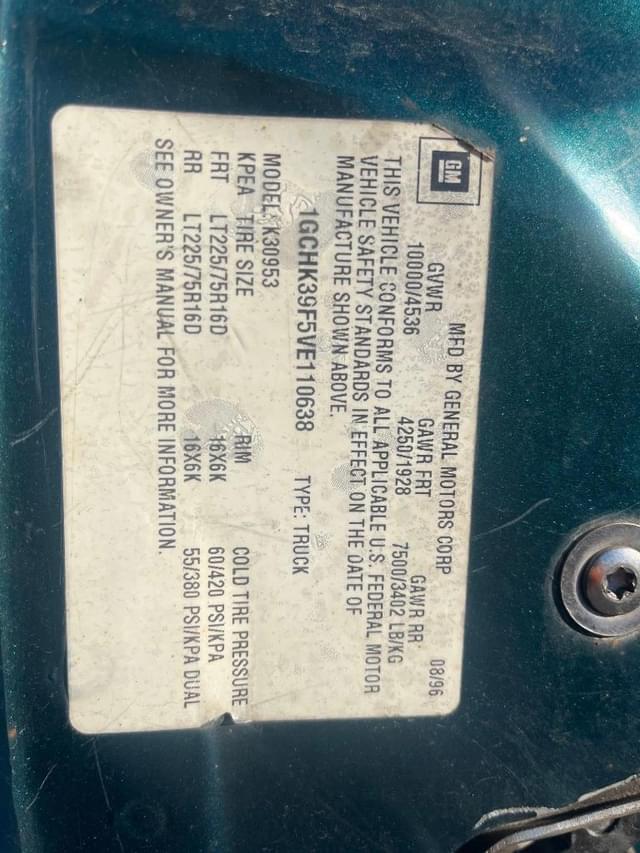 GM
MFD BY GENERAL MOTORS CORP 08/96
GVWR GAWR FRT GAWR RR
10000/4536 4250/1928 7500/3402 LB/KG
THIS VEHICLE CONFORMS TO ALL APPLICABLE U.S. FEDERAL MOTOR
VEHICLE SAFETY STANDARDS IN EFFECT ON THE DATE OF
MANUFACTURE SHOWN ABOVE.
1GCHK39F5VE110638 TYPE: TRUCK
MODEL: K30953
KPEA TIRE SIZE RIM COLD TIRE PRESSURE
FRT LT225/75R16D 16X6K 60/420 PSI/KPA
RR LT225/75R16D 16X6K 55/380 PSI/KPA DUAL
SEE OWNER'S MANUAL FOR MORE INFORMATION.